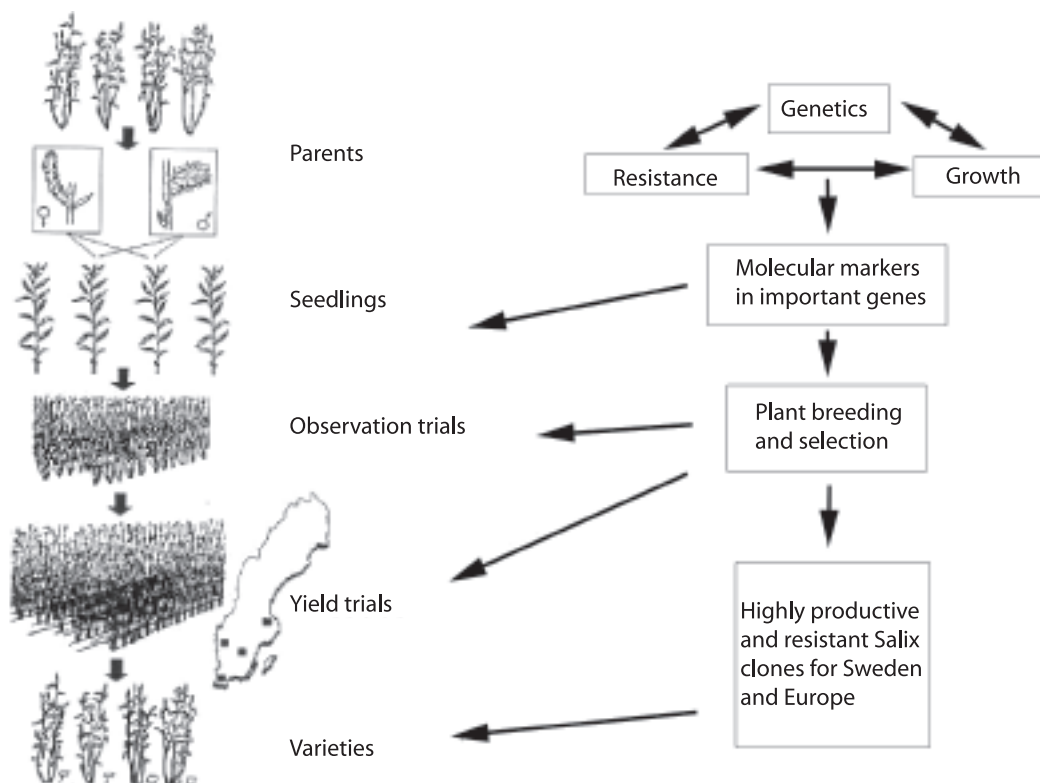 Parents
Seedlings
Observation trials
Yield trials
Varieties
Genetics
Resistance
Growth
Molecular markers
in important genes
Plant breeding
and selection
Highly productive
and resistant Salix
clones for Sweden
and Europe